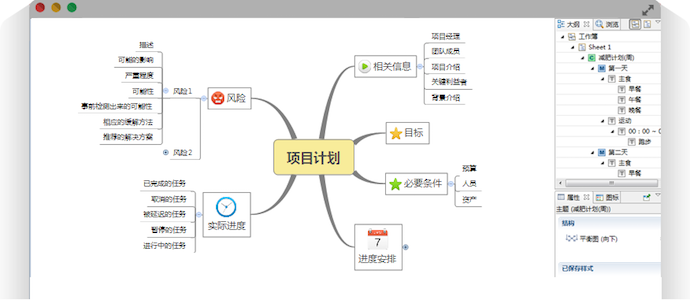 描述
可能的影响
严重程度
可能性
事前检测出来的可能性
相应的缓解方法
推荐的解决方案
风险1
风险2
风险
已完成的任务
取消的任务
被延迟的任务
暂停的任务
进行中的任务
实际进度
项目计划
相关信息
项目经理
团队成员
项目介绍
关键利益者
背景介绍
目标
必要条件
预算
人员
资产
7
进度安排
大纲
浏览
工作簿
Sheet 1
减肥计划(周)
第一天
主食
早餐
午餐
晚餐
运动
00：00 ~ 0
跑步
第二天
主食
早餐
属性
图标
主题 (减肥计划(周))
结构
平衡图 (向下)
已保存样式